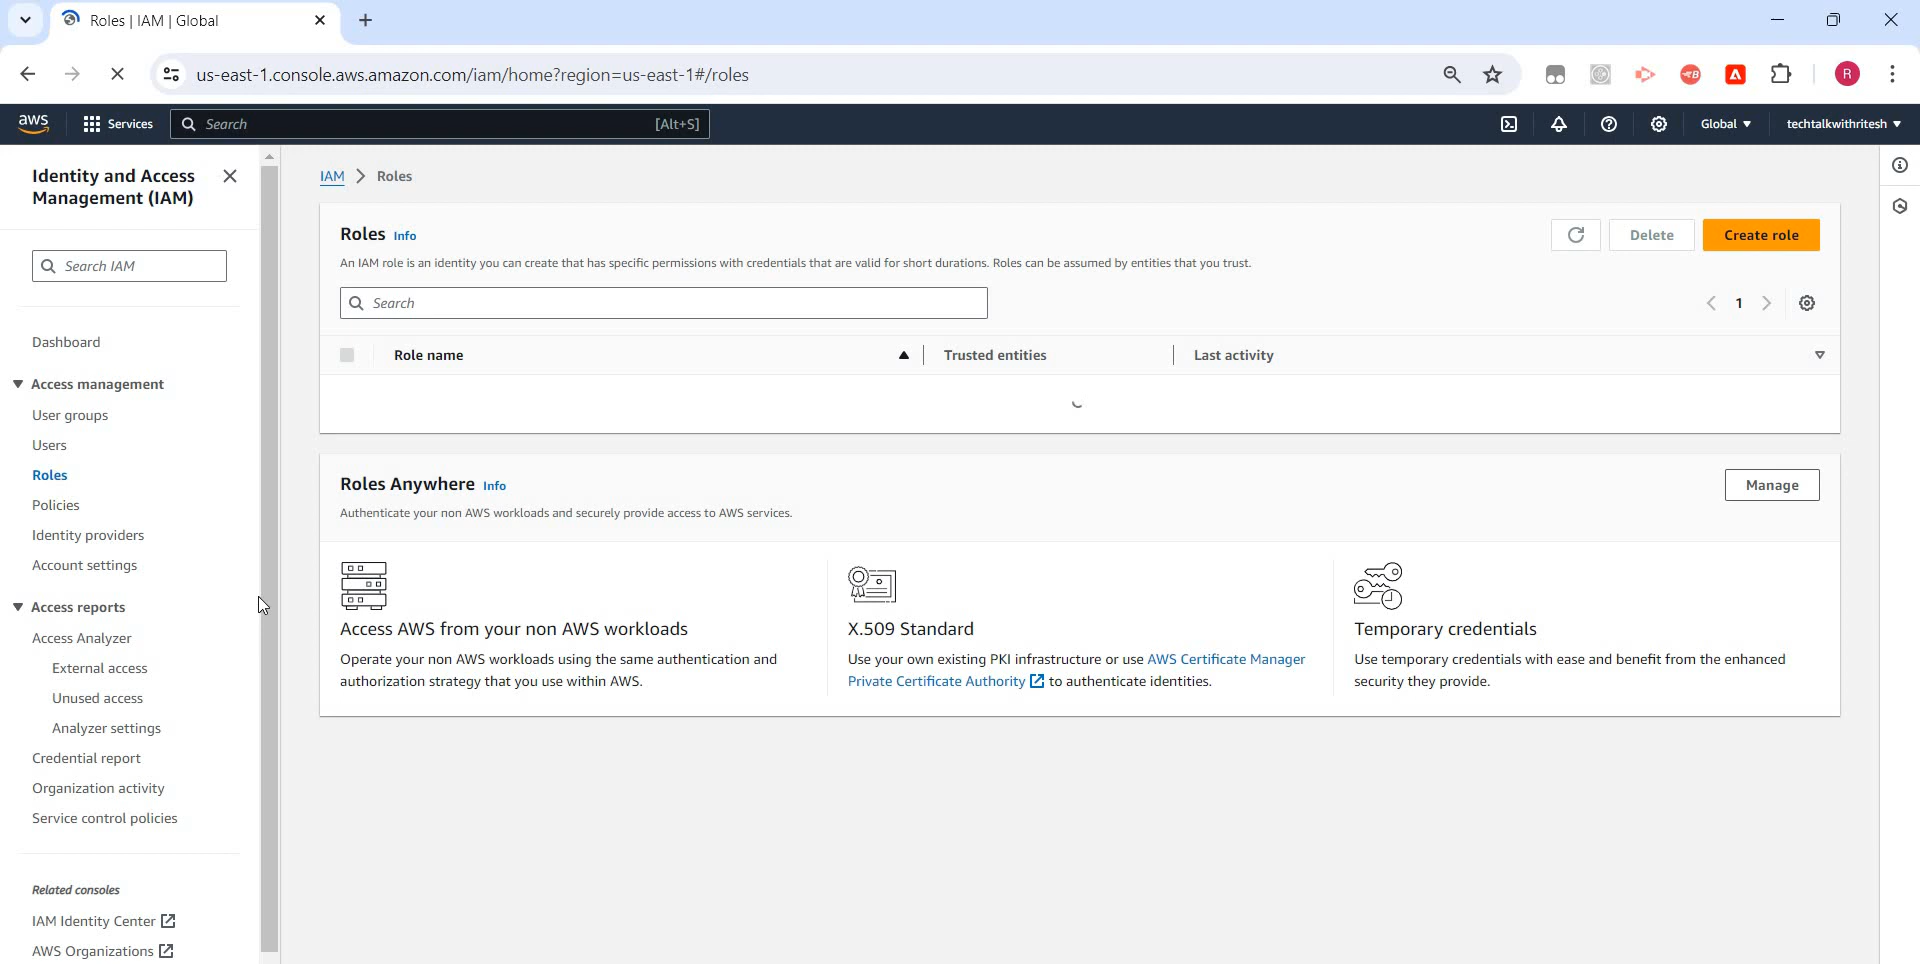 Roles | IAM | Global
us-east-1.console.aws.amazon.com/iam/home?region=us-east-1#/roles
R
aws
Services
Search
[Alt+S]
Global
techtalkwithritesh
Identity and Access
Management (IAM)
Search IAM
Dashboard
Access management
User groups
Users
Roles
Policies
Identity providers
Account settings
Access reports
Access Analyzer
External access
Unused access
Analyzer settings
Credential report
Organization activity
Service control policies
Related consoles
IAM Identity Center
AWS Organizations
IAM > Roles
Roles Info
Delete
Create role
An IAM role is an identity you can create that has specific permissions with credentials that are valid for short durations. Roles can be assumed by entities that you trust.
Search
1
Role name
Trusted entities
Last activity
Roles Anywhere Info
Manage
Authenticate your non AWS workloads and securely provide access to AWS services.
Access AWS from your non AWS workloads
Operate your non AWS workloads using the same authentication and
authorization strategy that you use within AWS.
X.509 Standard
Use your own existing PKI infrastructure or use AWS Certificate Manager
Private Certificate Authority to authenticate identities.
Temporary credentials
Use temporary credentials with ease and benefit from the enhanced
security they provide.